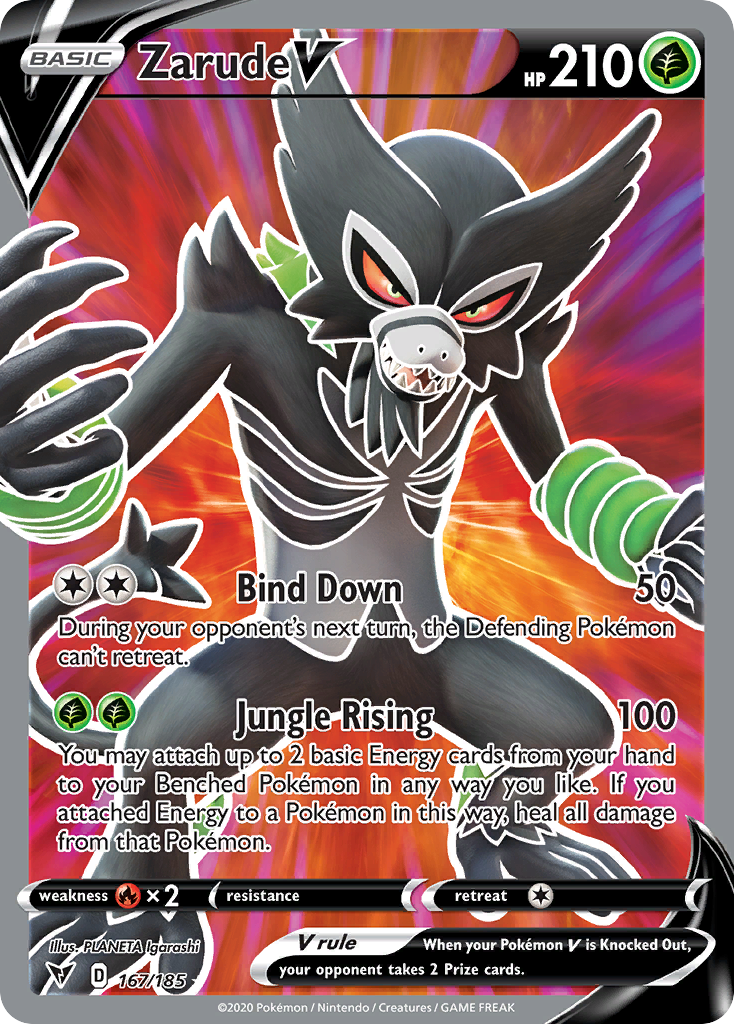 BASIC Zarude V HP 210
Bind Down 50
During your opponent's next turn, the Defending Pokémon
can't retreat.
Jungle Rising 100
You may attach up to 2 basic Energy cards from your hand
to your Benched Pokémon in any way you like. If you
attached Energy to a Pokémon in this way, heal all damage
from that Pokémon.
weakness ×2 resistance retreat
Illus. PLANETA Igarashi
V rule When your Pokémon V is Knocked Out,
your opponent takes 2 Prize cards.
D 167/185
©2020 Pokémon / Nintendo / Creatures / GAME FREAK